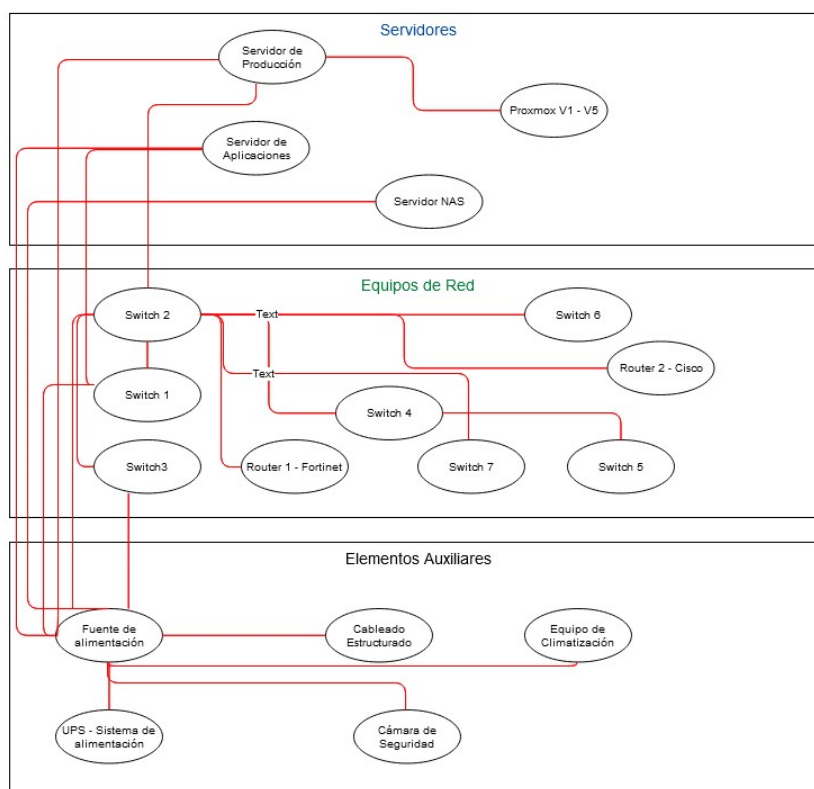 Servidores
Servidor de
Producción
Proxmox V1 - V5
Servidor de
Aplicaciones
Servidor NAS
Equipos de Red
Switch 2
Text
Switch 6
Router 2 - Cisco
Text
Switch 1
Switch 4
Switch3
Router 1 - Fortinet
Switch 7
Switch 5
Elementos Auxiliares
Fuente de
alimentación
Cableado
Estructurado
Equipo de
Climatización
UPS - Sistema de
alimentación
Cámara de
Seguridad